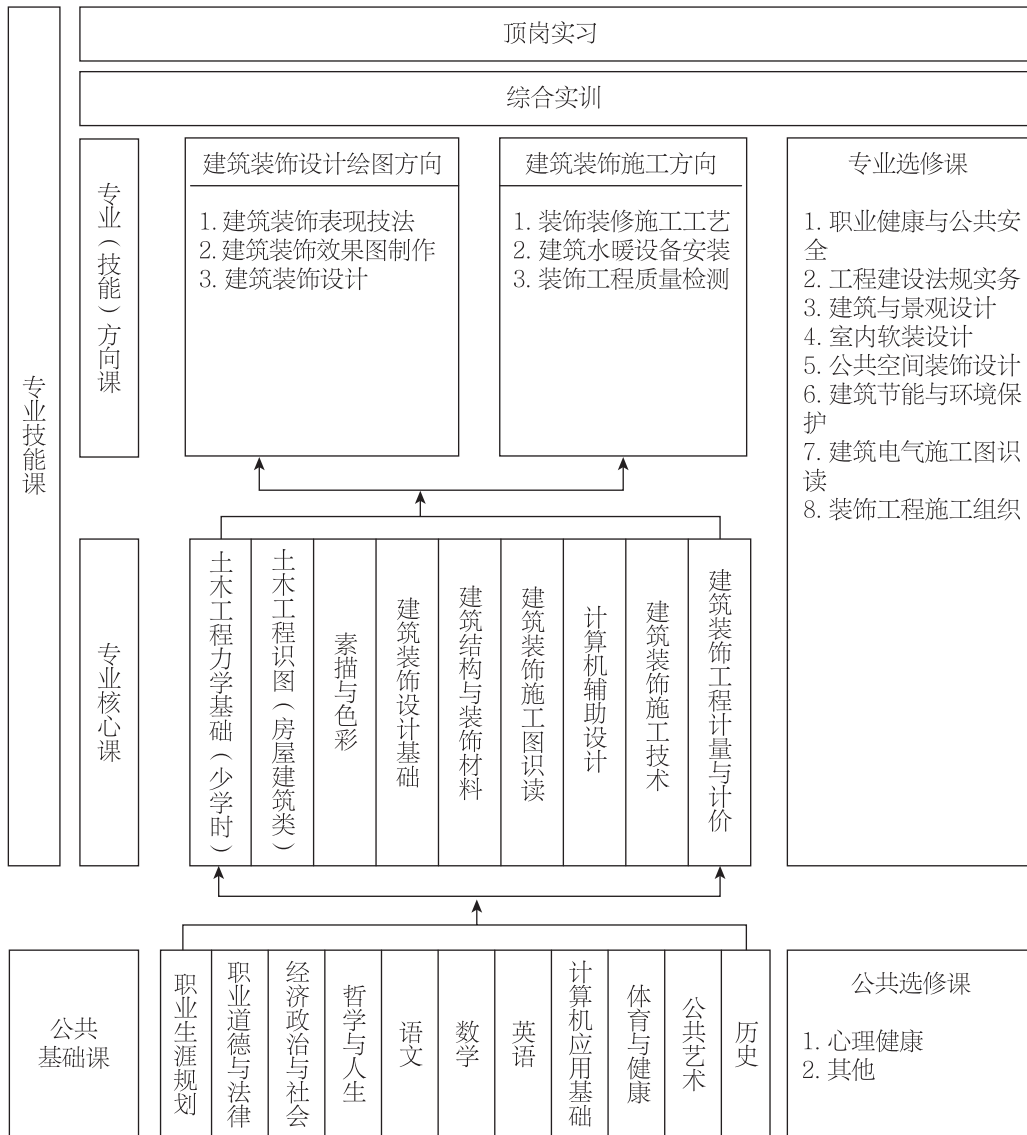 顶岗实习
综合实训
专业技能课
专业（技能）方向课
建筑装饰设计绘图方向
1. 建筑装饰表现技法
2. 建筑装饰效果图制作
3. 建筑装饰设计
建筑装饰施工方向
1. 装饰装修施工工艺
2. 建筑水暖设备安装
3. 装饰工程质量检测
专业选修课
1. 职业健康与公共安
全
2. 工程建设法规实务
3. 建筑与景观设计
4. 室内软装设计
5. 公共空间装饰设计
6. 建筑节能与环境保
护
7. 建筑电气施工图识
读
8. 装饰工程施工组织
专业核心课
土木工程力学基础（少学时）
土木工程识图（房屋建筑类）
素描与色彩
建筑装饰设计基础
建筑结构与装饰材料
建筑装饰施工图识读
计算机辅助设计
建筑装饰施工技术
建筑装饰工程计量与计价
公共
基础课
职业生涯规划
职业道德与法律
经济政治与社会
哲学与人生
语文
数学
英语
计算机应用基础
体育与健康
公共艺术
历史
公共选修课
1. 心理健康
2. 其他